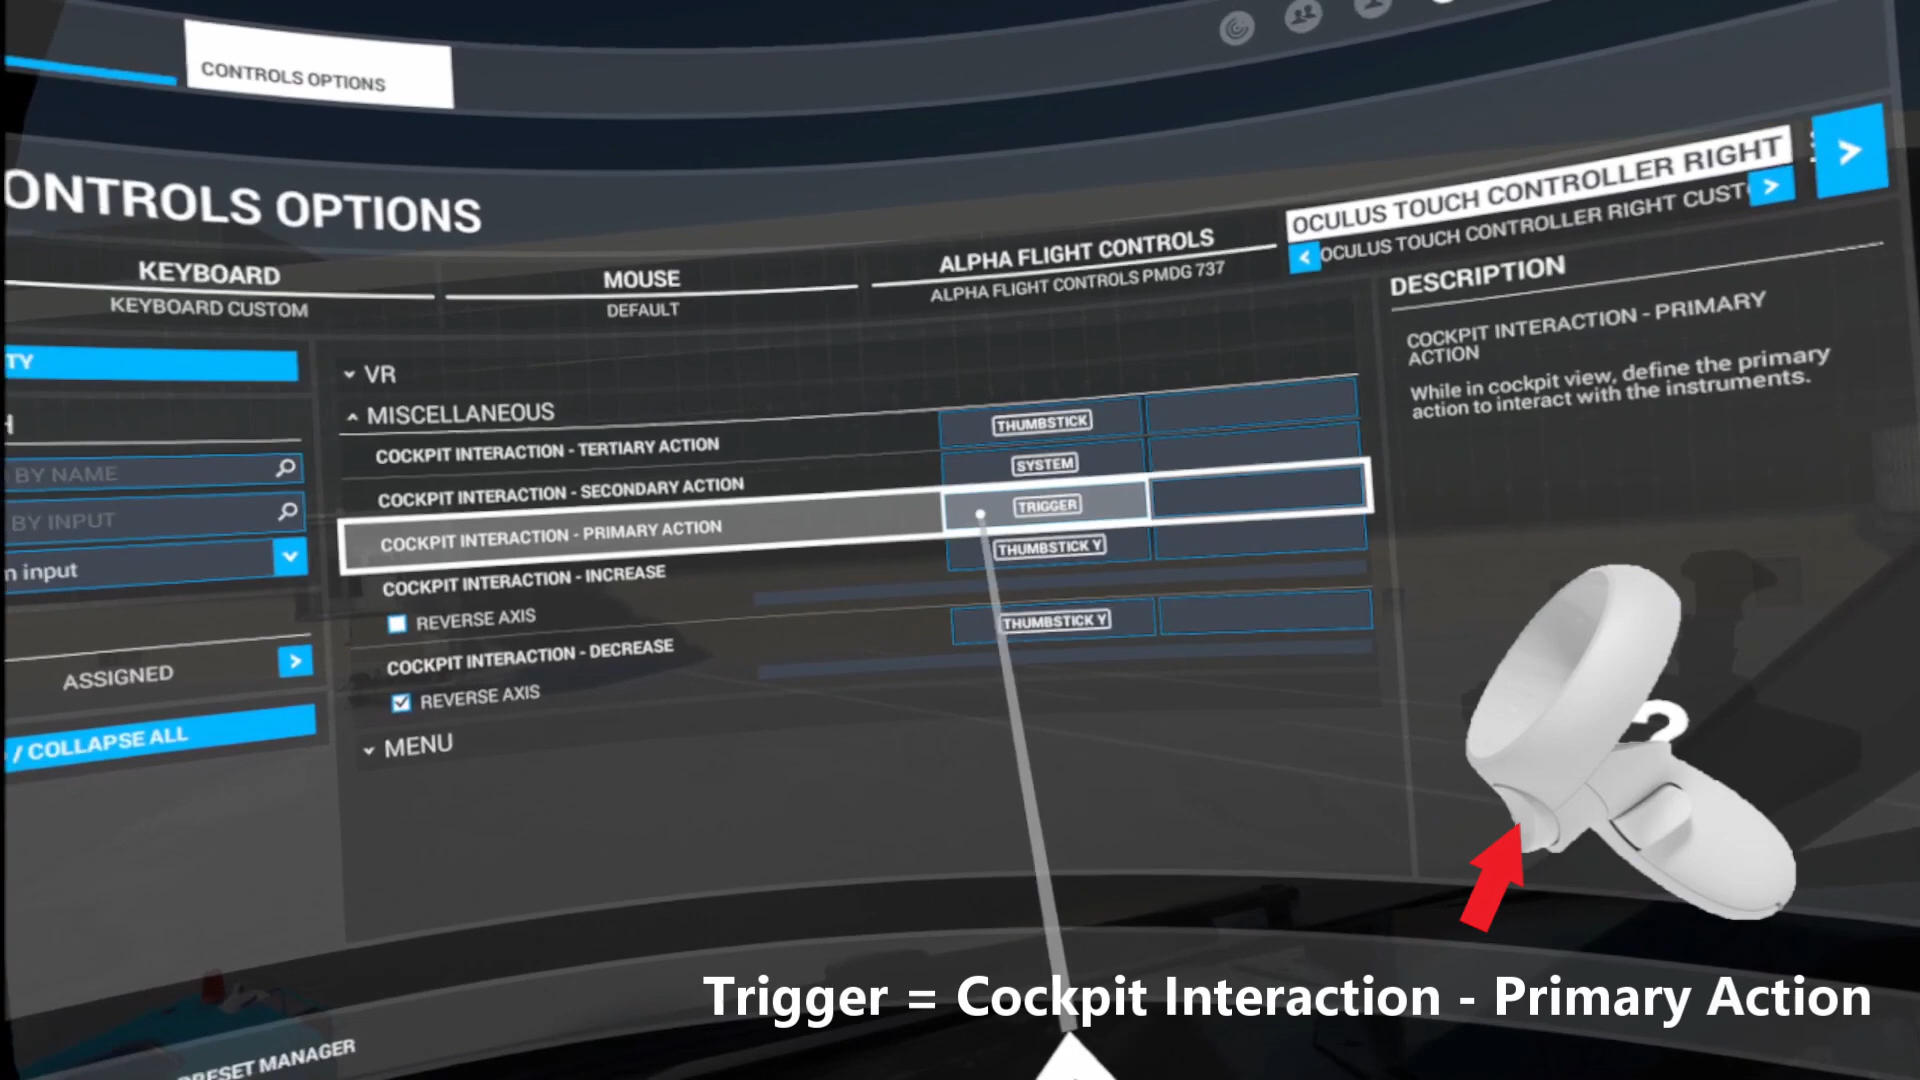 CONTROLS OPTIONS
ONTROLS OPTIONS
KEYBOARD
KEYBOARD CUSTOM
MOUSE
DEFAULT
ALPHA FLIGHT CONTROLS
ALPHA FLIGHT CONTROLS PMDG 737
OCULUS TOUCH CONTROLLER RIGHT
OCULUS TOUCH CONTROLLER RIGHT CUST
TY
H
BY NAME
BY INPUT
n input
ASSIGNED
/ COLLAPSE ALL
VR
MISCELLANEOUS
COCKPIT INTERACTION - TERTIARY ACTION
THUMBSTICK
COCKPIT INTERACTION - SECONDARY ACTION
SYSTEM
COCKPIT INTERACTION - PRIMARY ACTION
TRIGGER
COCKPIT INTERACTION - INCREASE
THUMBSTICK Y
REVERSE AXIS
COCKPIT INTERACTION - DECREASE
THUMBSTICK Y
REVERSE AXIS
MENU
DESCRIPTION
COCKPIT INTERACTION - PRIMARY
ACTION
While in cockpit view, define the primary
action to interact with the instruments.
?
Trigger = Cockpit Interaction - Primary Action
PRESET MANAGER